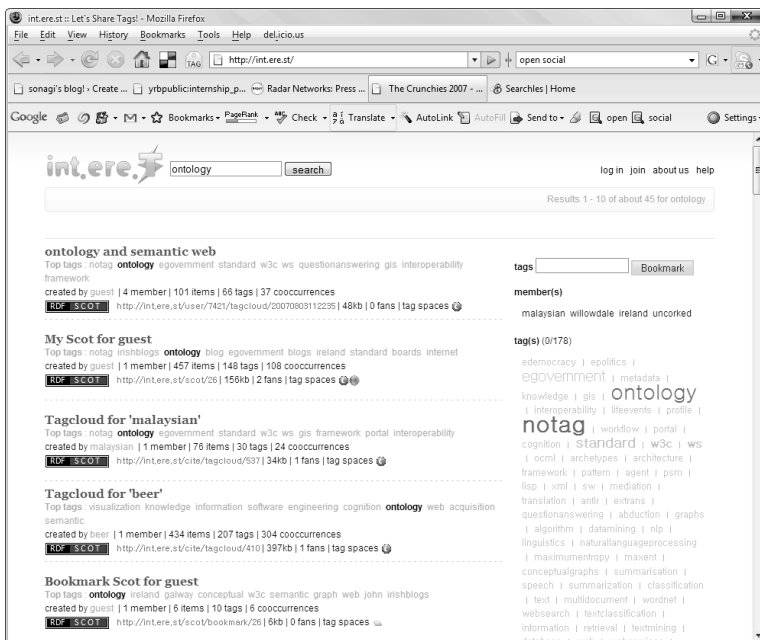 int.ere.st :: Let's Share Tags! - Mozilla Firefox
File Edit View History Bookmarks Tools Help del.icio.us
TAG http://int.ere.st/ open social G
sonagi's blog! › Create ... yrbpublic:internship_p... Radar Networks: Press ... The Crunchies 2007 - ... Searchles | Home
Google Bookmarks PageRank Check Translate AutoLink AutoFill Send to open social Settings
int.ere.st ontology search log in join about us help
Results 1 - 10 of about 45 for ontology
ontology and semantic web
Top tags : notag ontology egovernment standard w3c ws questionanswering gis interoperability
framework
created by guest | 4 member | 101 items | 66 tags | 37 cooccurrences
RDF SCOT http://int.ere.st/user/7421/tagcloud/20070803112235 | 48kb | 0 fans | tag spaces
My Scot for guest
Top tags : notag irishblogs ontology blog egovernment blogs ireland standard boards internet
created by guest | 1 member | 457 items | 148 tags | 108 cooccurrences
RDF SCOT http://int.ere.st/scot/26 | 156kb | 2 fans | tag spaces
Tagcloud for 'malaysian'
Top tags : notag ontology egovernment standard w3c ws gis framework portal interoperability
created by malaysian | 1 member | 76 items | 30 tags | 24 cooccurrences
RDF SCOT http://int.ere.st/cite/tagcloud/537 | 34kb | 1 fans | tag spaces
Tagcloud for 'beer'
Top tags : visualization knowledge information software engineering cognition ontology web acquisition
semantic
created by beer | 1 member | 434 items | 207 tags | 304 cooccurrences
RDF SCOT http://int.ere.st/cite/tagcloud/410 | 397kb | 1 fans | tag spaces
Bookmark Scot for guest
Top tags : ontology ireland galway conceptual w3c semantic graph web john irishblogs
created by guest | 1 member | 6 items | 10 tags | 6 cooccurrences
RDF SCOT http://int.ere.st/scot/bookmark/26 | 6kb | 0 fans | tag spaces
tags Bookmark
member(s)
malaysian willowdale ireland uncorked
tag(s) (0/178)
edemocracy | epolitics |
egovernment | metadata |
knowledge | gis | ontology
| interoperability | lifeevents | profile |
notag | workflow | portal |
cognition | standard | w3c | ws
| ocml | archetypes | architecture |
framework | pattern | agent | psm |
lisp | xml | sw | mediation |
translation | antlr | extrans |
questionanswering | abduction | graphs
| algorithm | datamining | nlp |
linguistics | naturallanguageprocessing
| maximumentropy | maxent |
conceptualgraphs | summarisation |
speech | summarization | classification
| text | multidocument | wordnet |
websearch | textclassification |
information | retrieval | textmining |